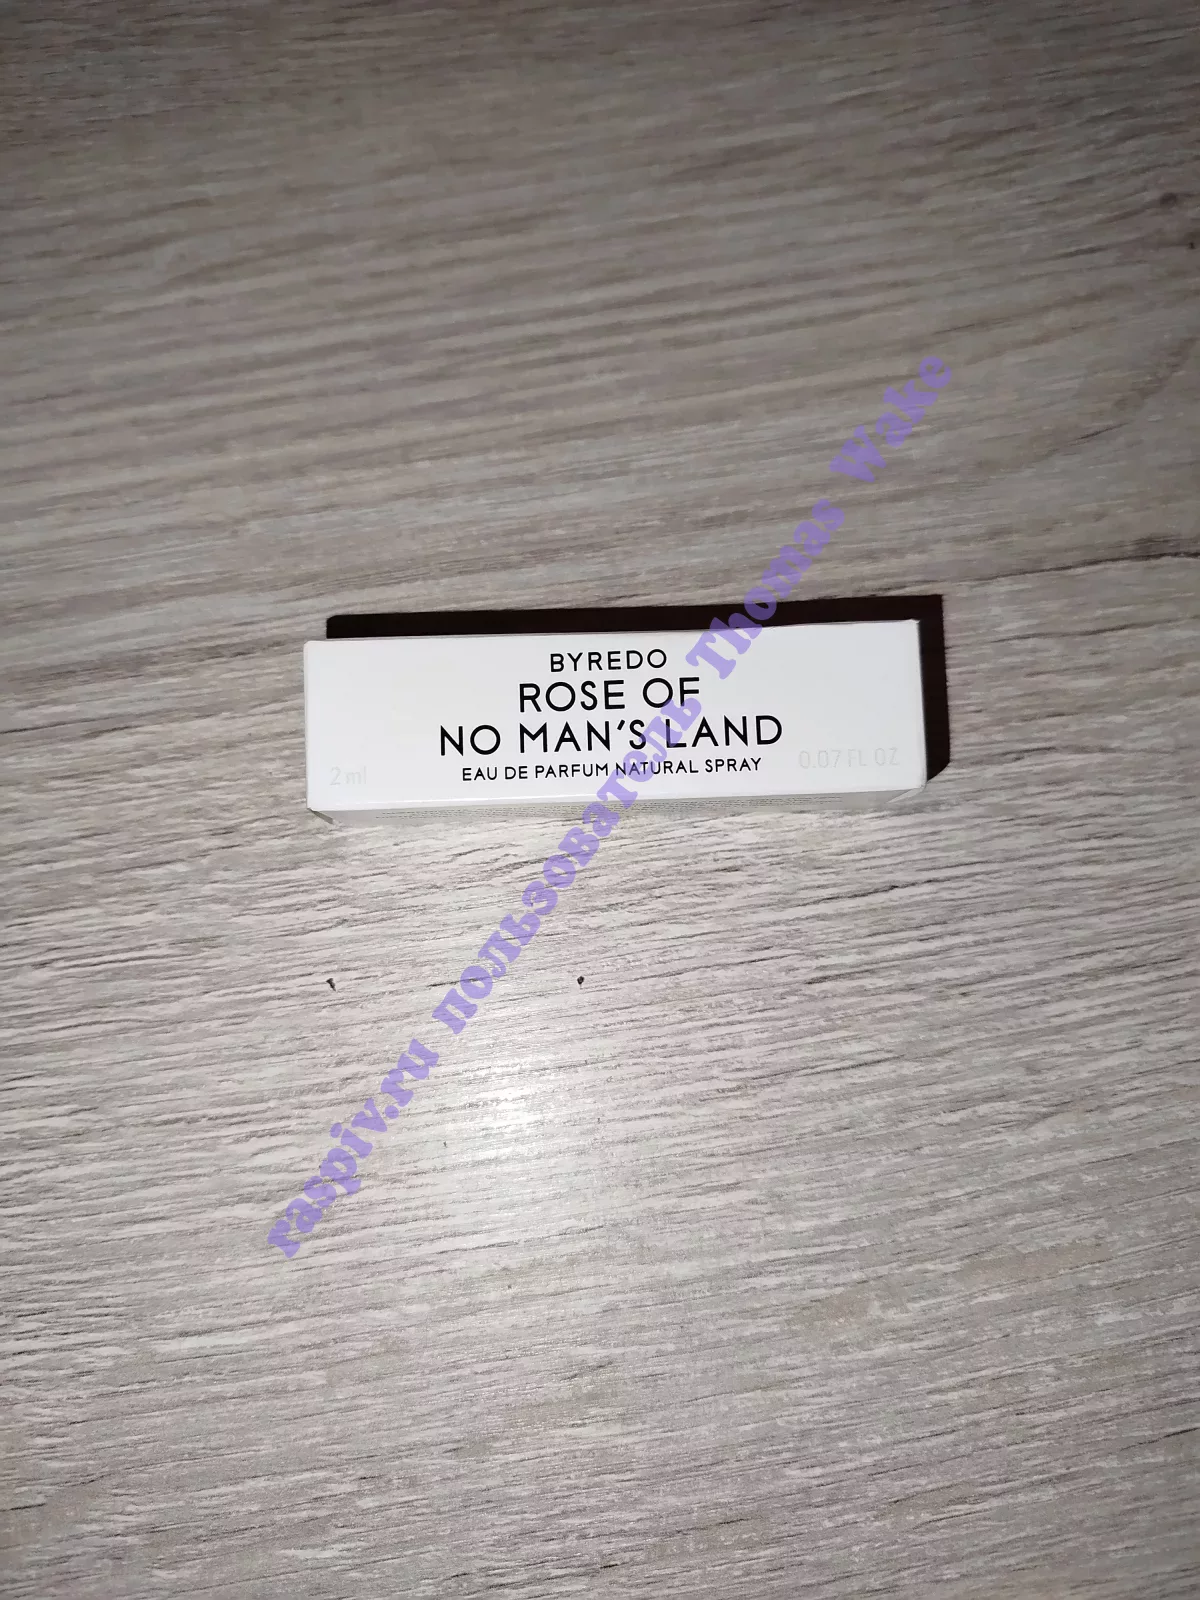 BYREDO
ROSE OF
NO MAN'S LAND
EAU DE PARFUM NATURAL SPRAY
2 ml
0.07 FL OZ
raspiv.ru пользователь Thomas Wake